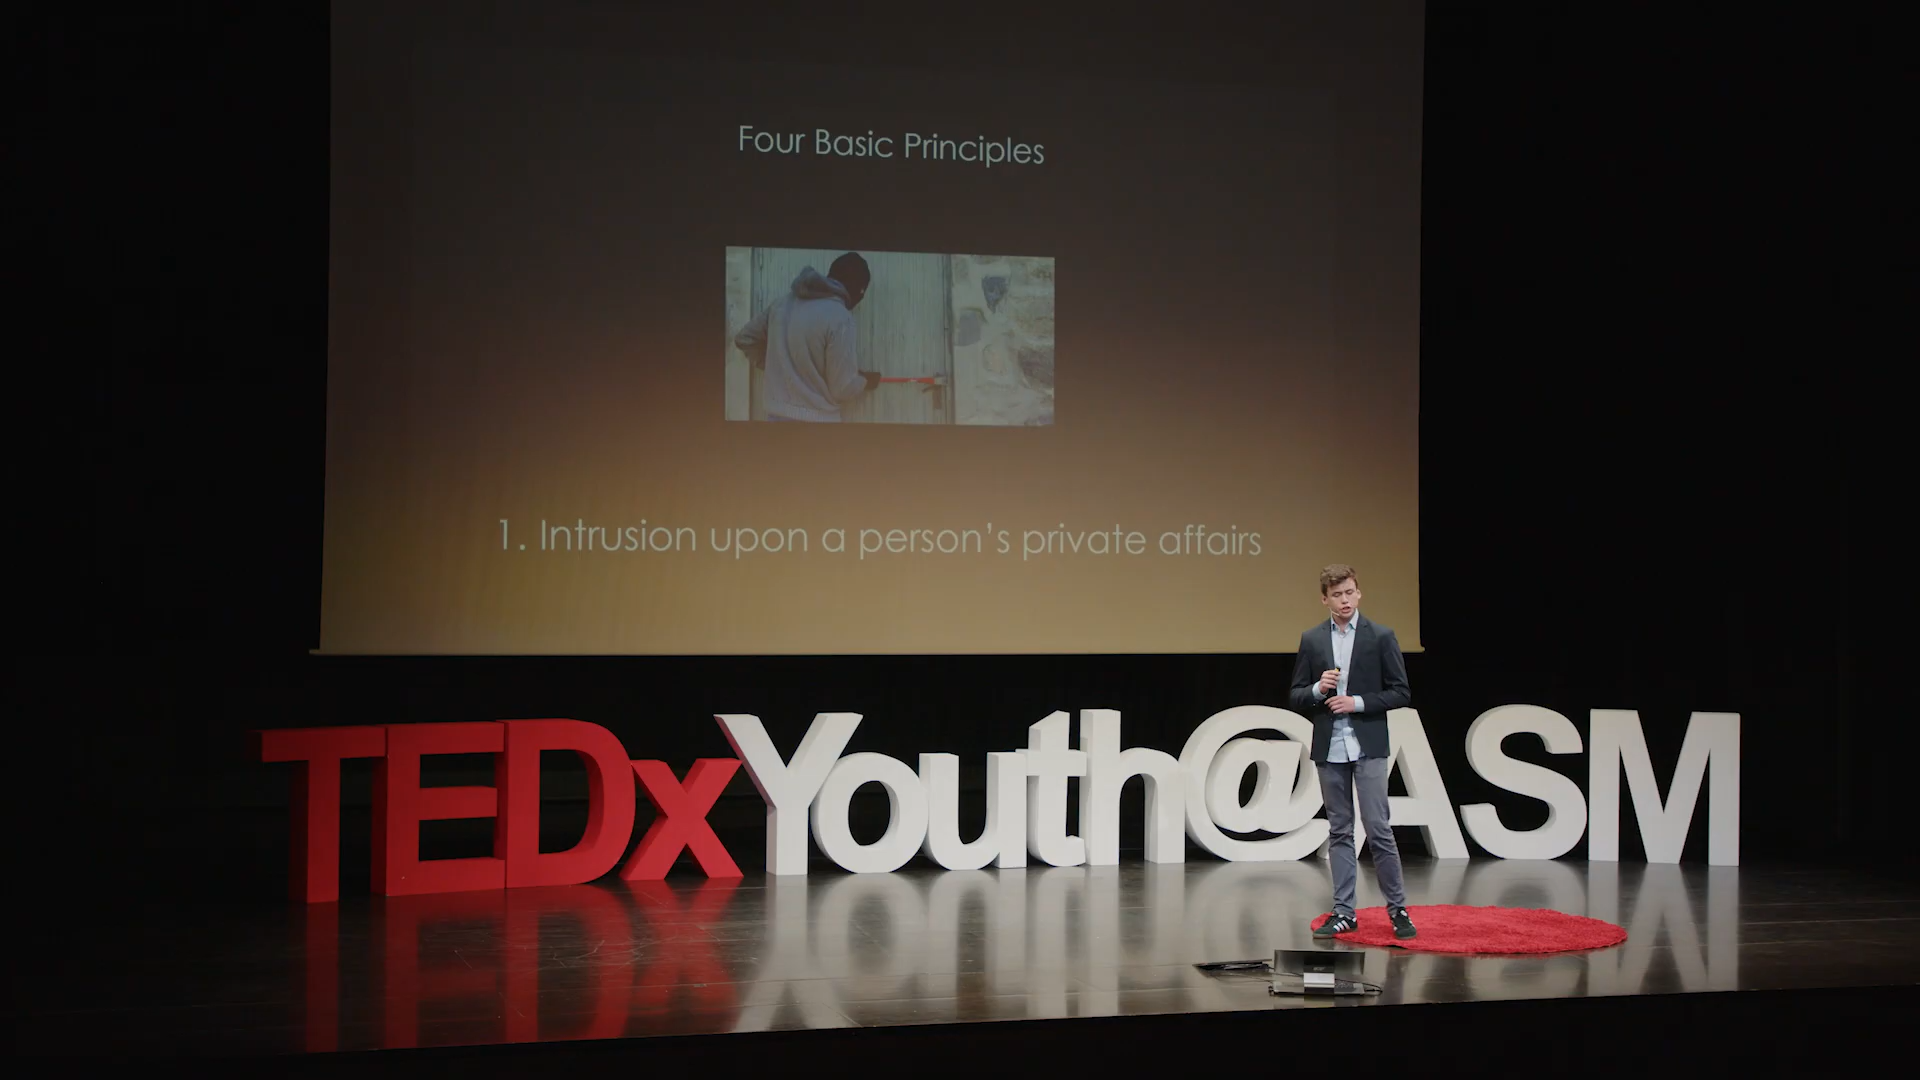 Four Basic Principles
1. Intrusion upon a person's private affairs
TEDxYouth@ASM